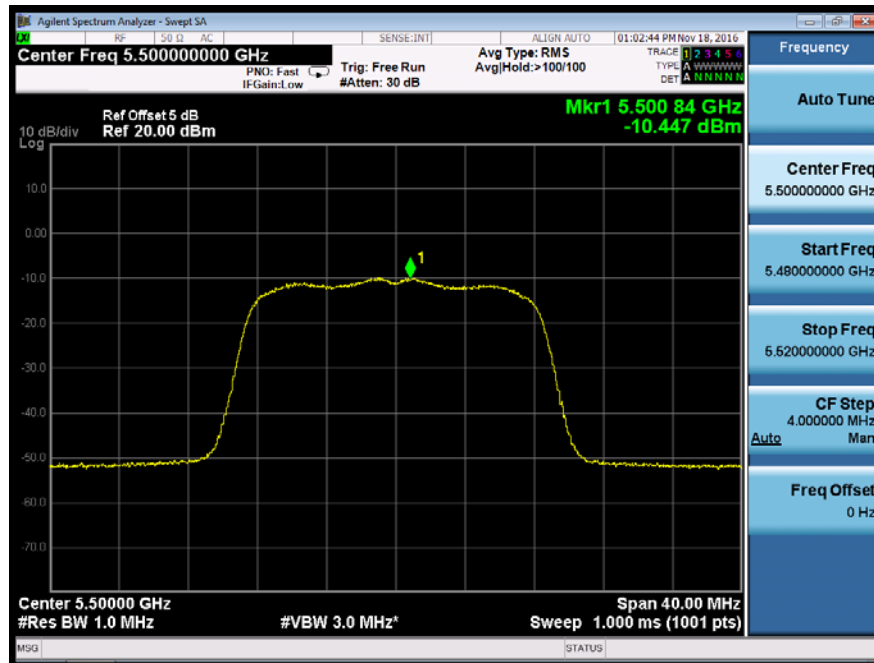 Agilent Spectrum Analyzer - Swept SA
LXI RF 50 Ω AC SENSE:INT ALIGN AUTO 01:02:44 PM Nov 18, 2016
Center Freq 5.500000000 GHz
PNO: Fast
IFGain:Low
Trig: Free Run
#Atten: 30 dB
Avg Type: RMS
Avg|Hold:>100/100
TRACE 1 2 3 4 5 6
TYPE A WWWWW
DET A N N N N N
Frequency
Mkr1 5.500 84 GHz
-10.447 dBm
Ref Offset 5 dB
10 dB/div Ref 20.00 dBm
Log
10.0
0.00
-10.0
-20.0
-30.0
-40.0
-50.0
-60.0
-70.0
1
Center 5.50000 GHz Span 40.00 MHz
#Res BW 1.0 MHz #VBW 3.0 MHz* Sweep 1.000 ms (1001 pts)
Auto Tune
Center Freq
5.500000000 GHz
Start Freq
5.480000000 GHz
Stop Freq
5.520000000 GHz
CF Step
4.000000 MHz
Auto Man
Freq Offset
0 Hz
MSG STATUS